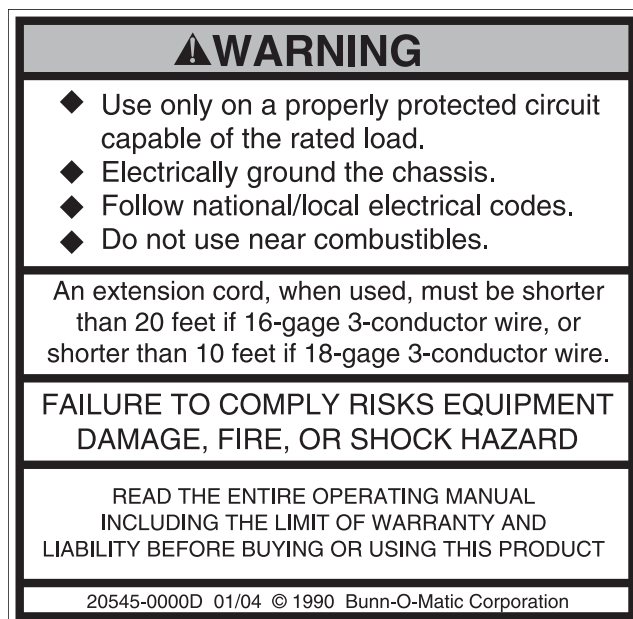 ⚠WARNING
◆ Use only on a properly protected circuit
capable of the rated load.
◆ Electrically ground the chassis.
◆ Follow national/local electrical codes.
◆ Do not use near combustibles.
An extension cord, when used, must be shorter
than 20 feet if 16-gage 3-conductor wire, or
shorter than 10 feet if 18-gage 3-conductor wire.
FAILURE TO COMPLY RISKS EQUIPMENT
DAMAGE, FIRE, OR SHOCK HAZARD
READ THE ENTIRE OPERATING MANUAL
INCLUDING THE LIMIT OF WARRANTY AND
LIABILITY BEFORE BUYING OR USING THIS PRODUCT
20545-0000D 01/04 © 1990 Bunn-O-Matic Corporation